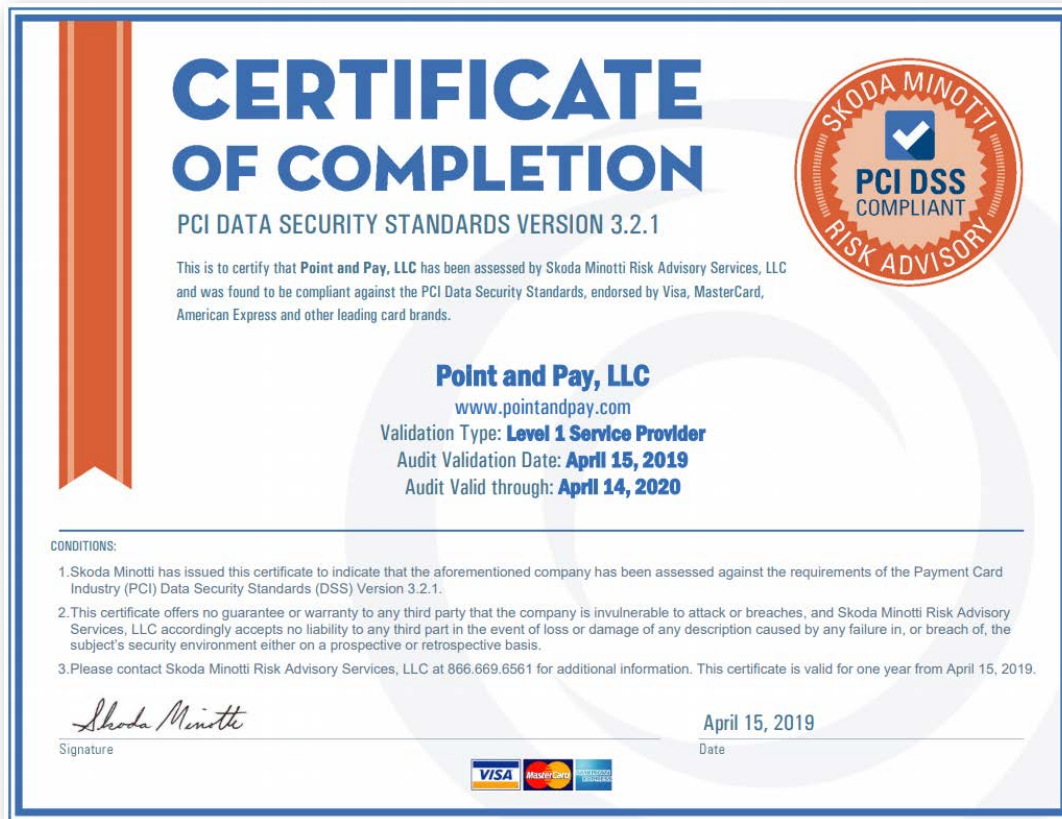 CERTIFICATE
OF COMPLETION
PCI DATA SECURITY STANDARDS VERSION 3.2.1
SKODA MINOTTI
PCI DSS
COMPLIANT
RISK ADVISORY
This is to certify that Point and Pay, LLC has been assessed by Skoda Minotti Risk Advisory Services, LLC
and was found to be compliant against the PCI Data Security Standards, endorsed by Visa, MasterCard,
American Express and other leading card brands.
Point and Pay, LLC
www.pointandpay.com
Validation Type: Level 1 Service Provider
Audit Validation Date: April 15, 2019
Audit Valid through: April 14, 2020
CONDITIONS:
1.Skoda Minotti has issued this certificate to indicate that the aforementioned company has been assessed against the requirements of the Payment Card
Industry (PCI) Data Security Standards (DSS) Version 3.2.1.
2.This certificate offers no guarantee or warranty to any third party that the company is invulnerable to attack or breaches, and Skoda Minotti Risk Advisory
Services, LLC accordingly accepts no liability to any third part in the event of loss or damage of any description caused by any failure in, or breach of, the
subject's security environment either on a prospective or retrospective basis.
3.Please contact Skoda Minotti Risk Advisory Services, LLC at 866.669.6561 for additional information. This certificate is valid for one year from April 15, 2019.
Skoda Minotti
April 15, 2019
Signature
Date
VISA
MasterCard
AMERICAN
EXPRESS